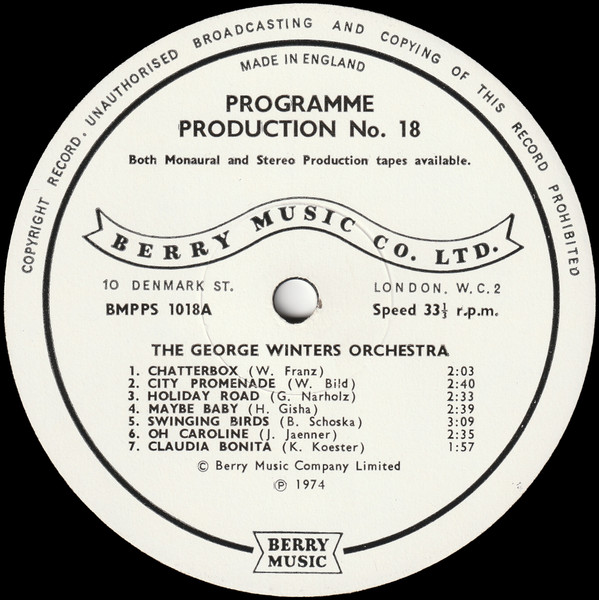 COPYRIGHT RECORD. UNAUTHORISED BROADCASTING AND COPYING OF THIS RECORD PROHIBITED
MADE IN ENGLAND
PROGRAMME
PRODUCTION No. 18
Both Monaural and Stereo Production tapes available.
BERRY MUSIC CO. LTD.
10 DENMARK ST. LONDON, W.C.2
BMPPS 1018A Speed 33⅓ r.p.m.
THE GEORGE WINTERS ORCHESTRA
1. CHATTERBOX (W. Franz) 2:03
2. CITY PROMENADE (W. Bild) 2:40
3. HOLIDAY ROAD (G. Narholz) 2:33
4. MAYBE BABY (H. Gisha) 2:39
5. SWINGING BIRDS (B. Schoska) 3:09
6. OH CAROLINE (J. Jaenner) 2:35
7. CLAUDIA BONITA (K. Koester) 1:57
© Berry Music Company Limited
℗ 1974
BERRY
MUSIC